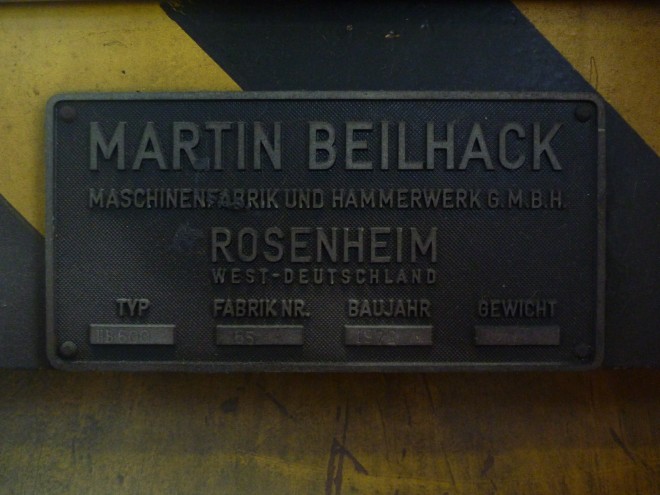 MARTIN BEILHACK
MASCHINENFABRIK UND HAMMERWERK G.M.B.H.
ROSENHEIM
WEST-DEUTSCHLAND
TYP FABRIK NR. BAUJAHR GEWICHT